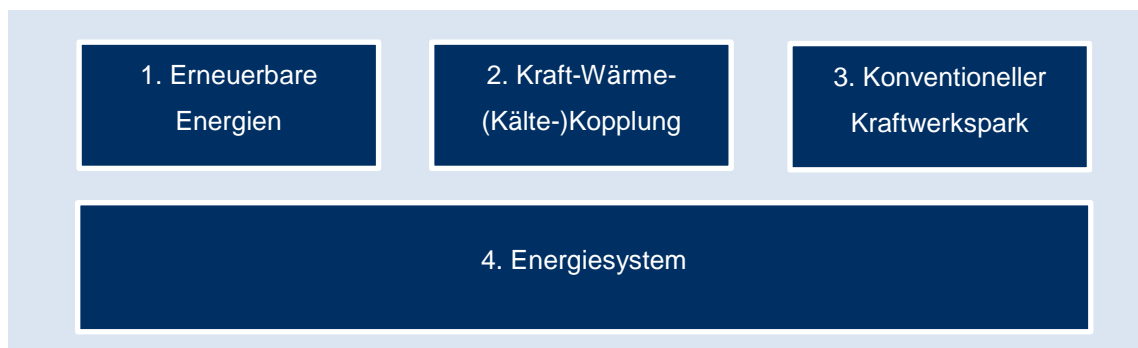 1. Erneuerbare
Energien
2. Kraft-Wärme-
(Kälte-)Kopplung
3. Konventioneller
Kraftwerkspark
4. Energiesystem